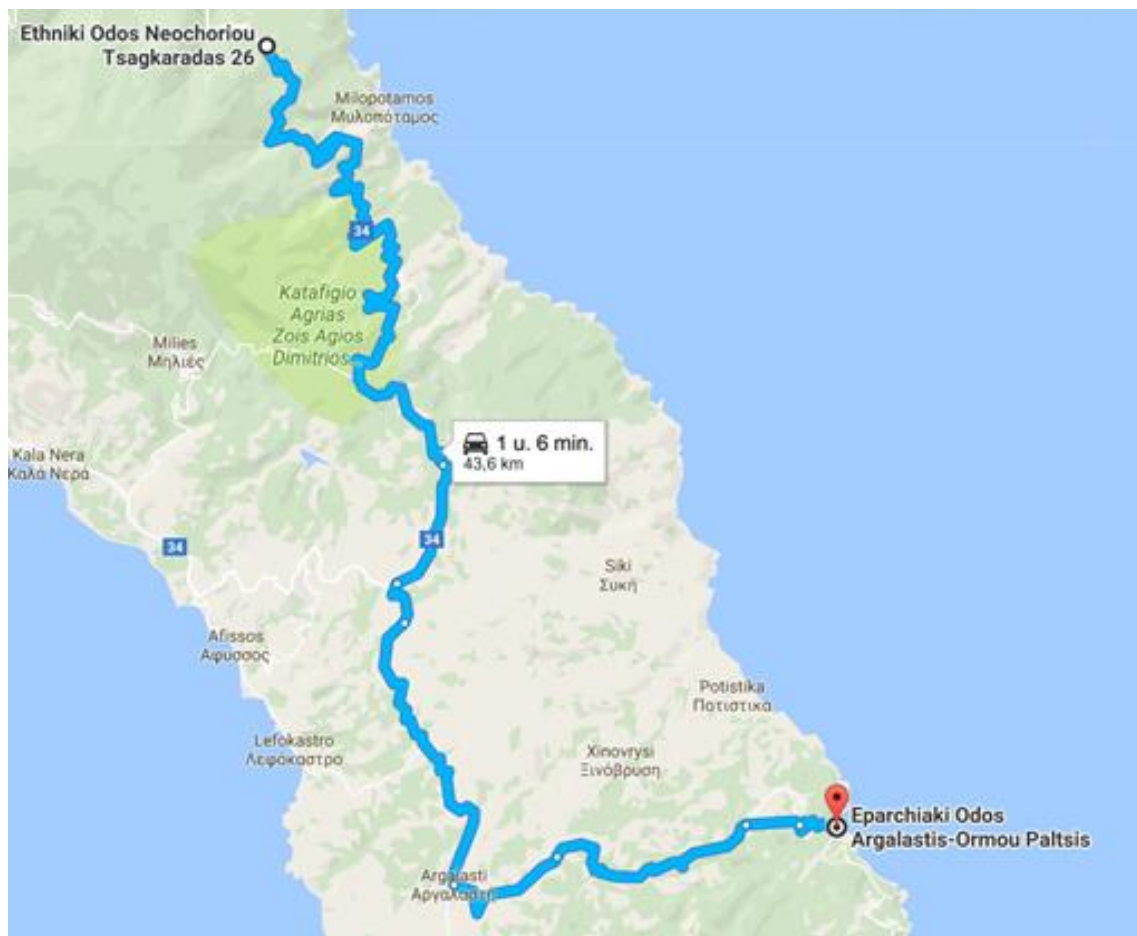 Ethniki Odos Neochoriou
Tsagkaradas 26
Milopotamos
Μυλοπόταμος
34
Katafigio
Agrias
Zois Agios
Dimitrios
Milies
Μηλιές
1 u. 6 min.
43,6 km
Kala Nera
Καλά Νερά
34
34
Siki
Συκή
Afissos
Αφυσσος
Potistika
Ποτιστικα
Lefokastro
Λεφόκαστρο
Xinovrysi
Ξινόβρυση
Eparchiaki Odos
Argalastis-Ormou Paltsis
Argalasti
Αργαλαστή